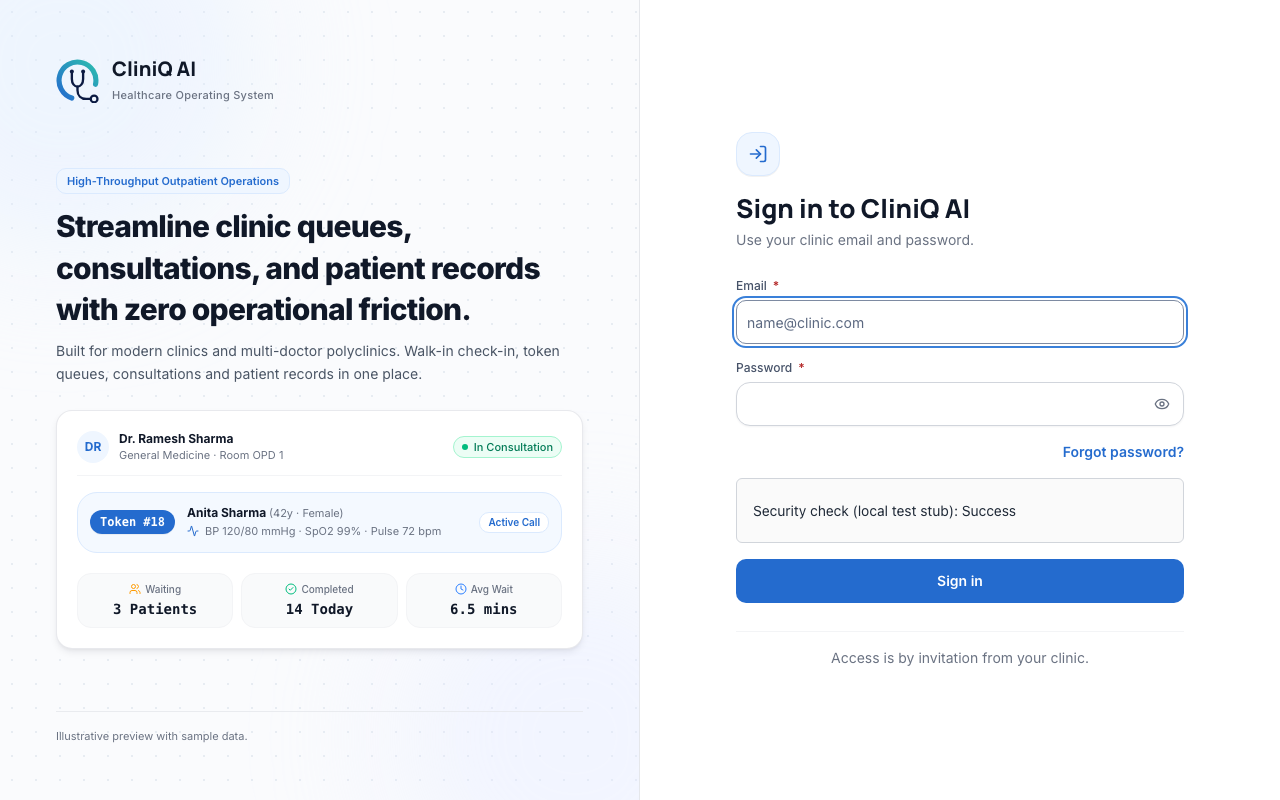 CliniQ AI
Healthcare Operating System
High-Throughput Outpatient Operations
Streamline clinic queues,
consultations, and patient records
with zero operational friction.
Built for modern clinics and multi-doctor polyclinics. Walk-in check-in, token
queues, consultations and patient records in one place.
DR
Dr. Ramesh Sharma
General Medicine · Room OPD 1
In Consultation
Token #18
Anita Sharma (42y · Female)
BP 120/80 mmHg · SpO2 99% · Pulse 72 bpm
Active Call
Waiting
3 Patients
Completed
14 Today
Avg Wait
6.5 mins
Illustrative preview with sample data.
Sign in to CliniQ AI
Use your clinic email and password.
Email *
name@clinic.com
Password *
Forgot password?
Security check (local test stub): Success
Sign in
Access is by invitation from your clinic.